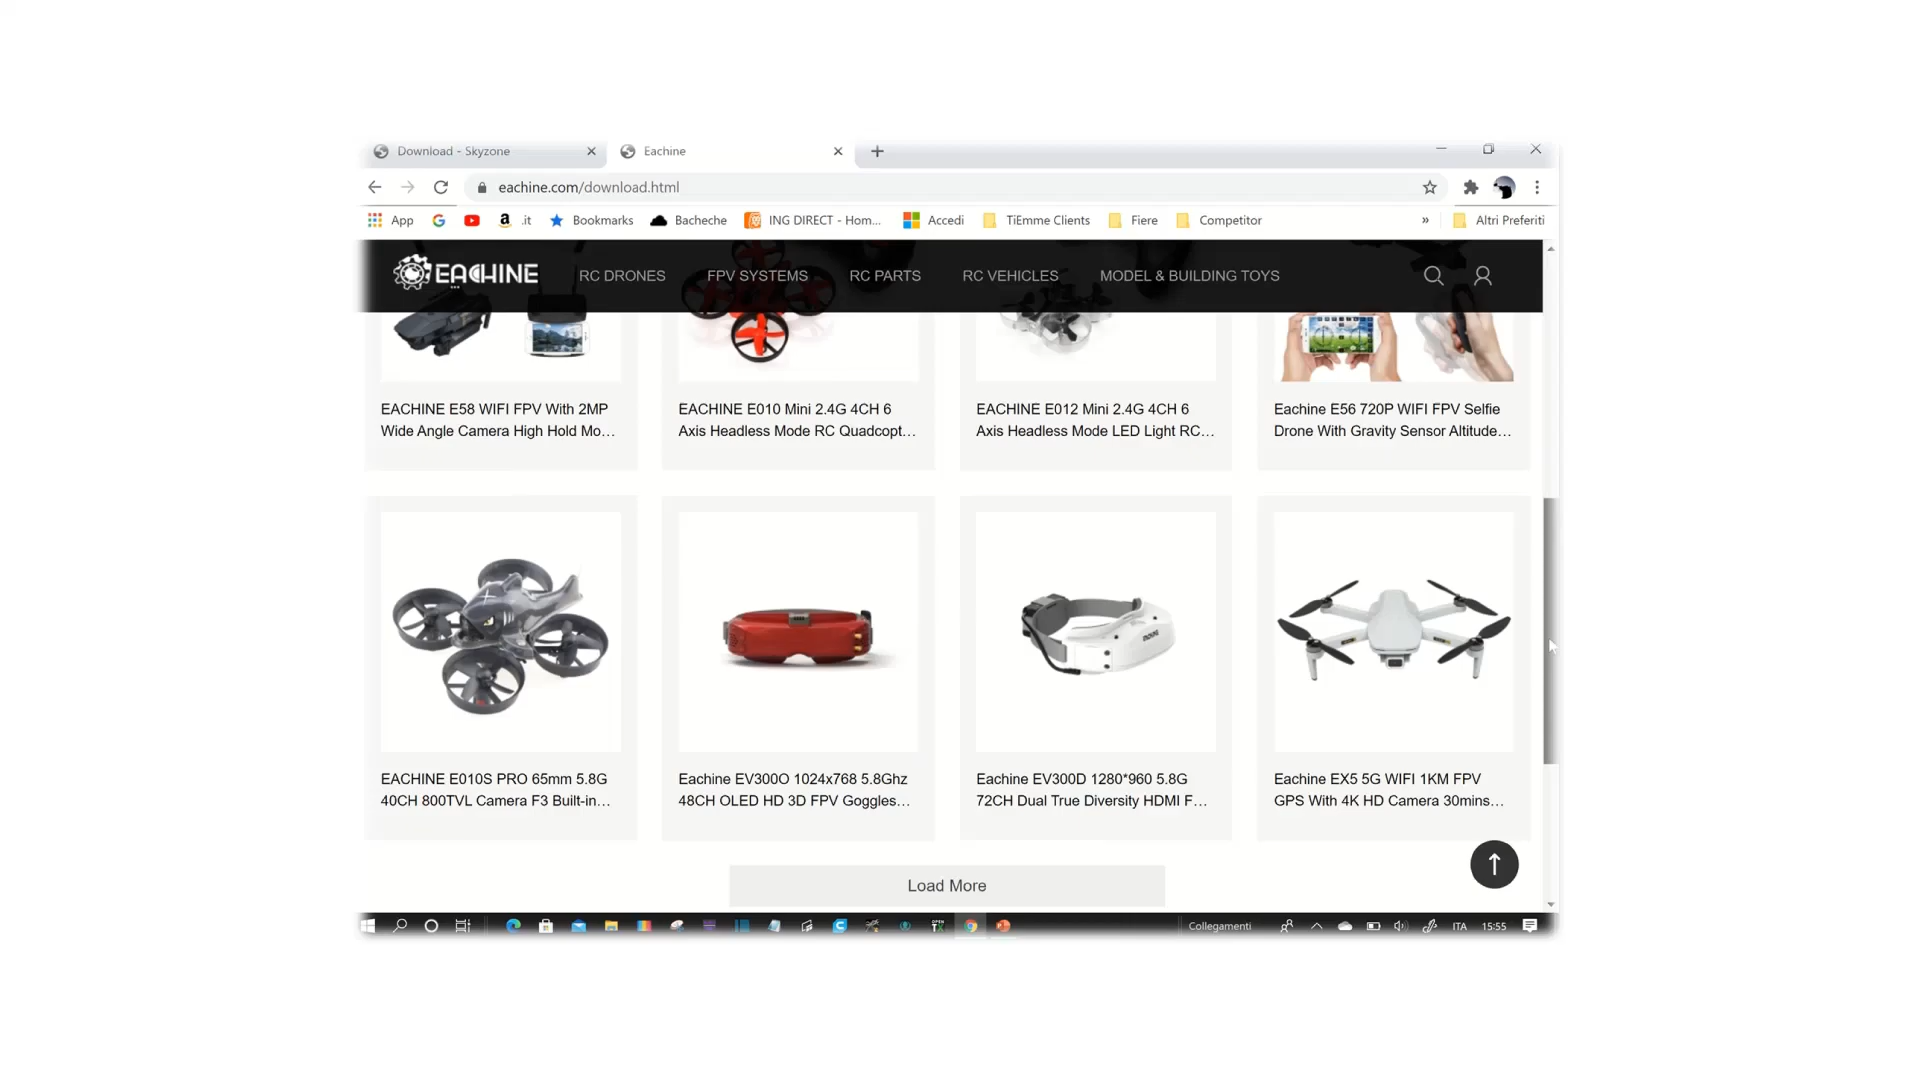 Download - Skyzone
Eachine
eachine.com/download.html
App
.it
Bookmarks
Bacheche
ING DIRECT - Hom...
Accedi
TiEmme Clients
Fiere
Competitor
»
Altri Preferiti
EACHINE
RC DRONES
FPV SYSTEMS
RC PARTS
RC VEHICLES
MODEL & BUILDING TOYS
EACHINE E58 WIFI FPV With 2MP
Wide Angle Camera High Hold Mo...
EACHINE E010 Mini 2.4G 4CH 6
Axis Headless Mode RC Quadcopt...
EACHINE E012 Mini 2.4G 4CH 6
Axis Headless Mode LED Light RC...
Eachine E56 720P WIFI FPV Selfie
Drone With Gravity Sensor Altitude...
EACHINE E010S PRO 65mm 5.8G
40CH 800TVL Camera F3 Built-in...
Eachine EV300O 1024x768 5.8Ghz
48CH OLED HD 3D FPV Goggles...
Eachine EV300D 1280*960 5.8G
72CH Dual True Diversity HDMI F...
Eachine EX5 5G WIFI 1KM FPV
GPS With 4K HD Camera 30mins...
Load More
Collegamenti
ITA
15:55